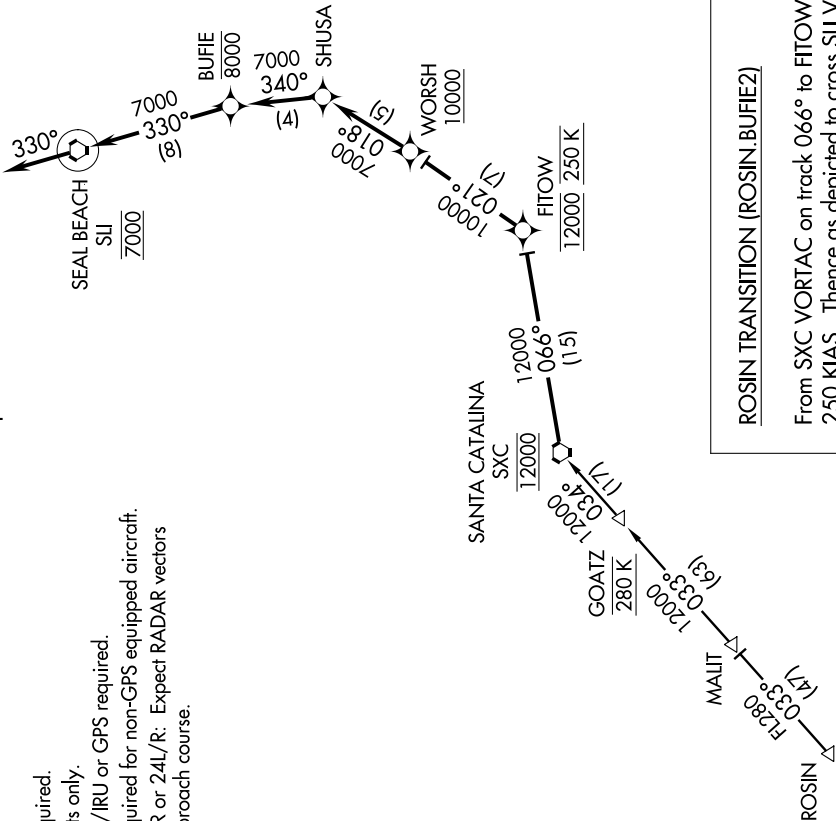 330°
SEAL BEACH
SLI
7000
7000
330°
(8)
BUFIE
8000
7000
340°
(4)
SHUSA
7000
018°
(5)
WORSH
10000
10000
021°
(7)
FITOW
12000 250 K
12000
066°
(15)
SANTA CATALINA
SXC
12000
12000
034°
(17)
GOATZ
280 K
12000
033°
(63)
MALIT
FL280
033°
(47)
ROSIN
quired.
ts only.
/IRU or GPS required.
quired for non-GPS equipped aircraft.
R or 24L/R: Expect RADAR vectors
proach course.
ROSIN TRANSITION (ROSIN.BUFIE2)
From SXC VORTAC on track 066° to FITOW
250 KIAS. Thence as depicted to cross SLI V